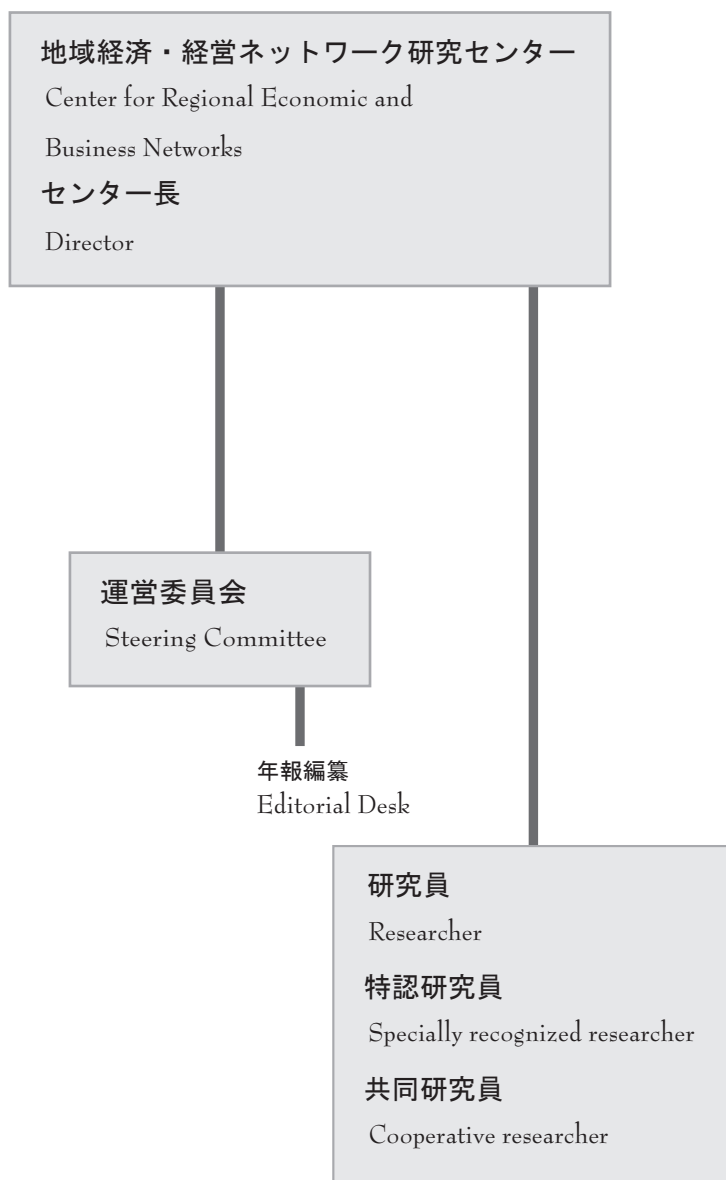 地域経済・経営ネットワーク研究センター
Center for Regional Economic and
Business Networks
センター長
Director
運営委員会
Steering Committee
年報編纂
Editorial Desk
研究員
Researcher
特認研究員
Specially recognized researcher
共同研究員
Cooperative researcher